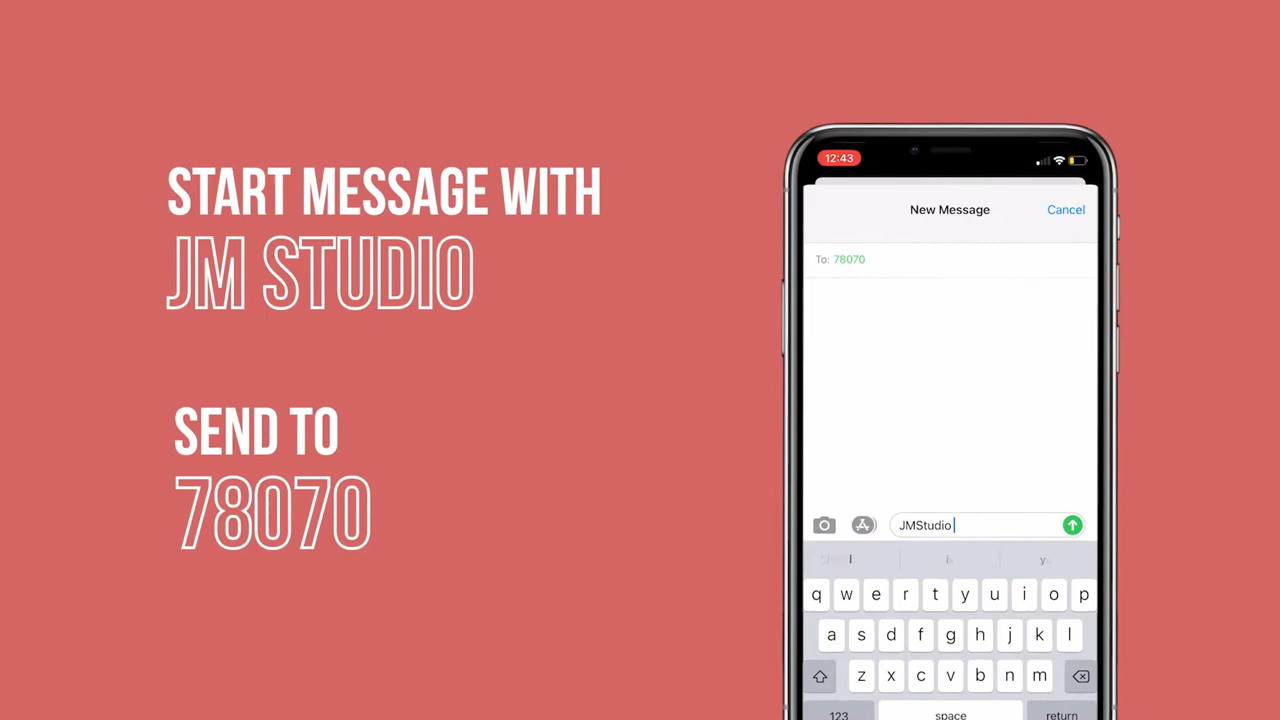 START MESSAGE WITH
JM STUDIO
SEND TO
78070
12:43
New Message
Cancel
To: 78070
JMStudio
I
q w e r t y u i o p
a s d f g h j k l
z x c v b n m
123 space return